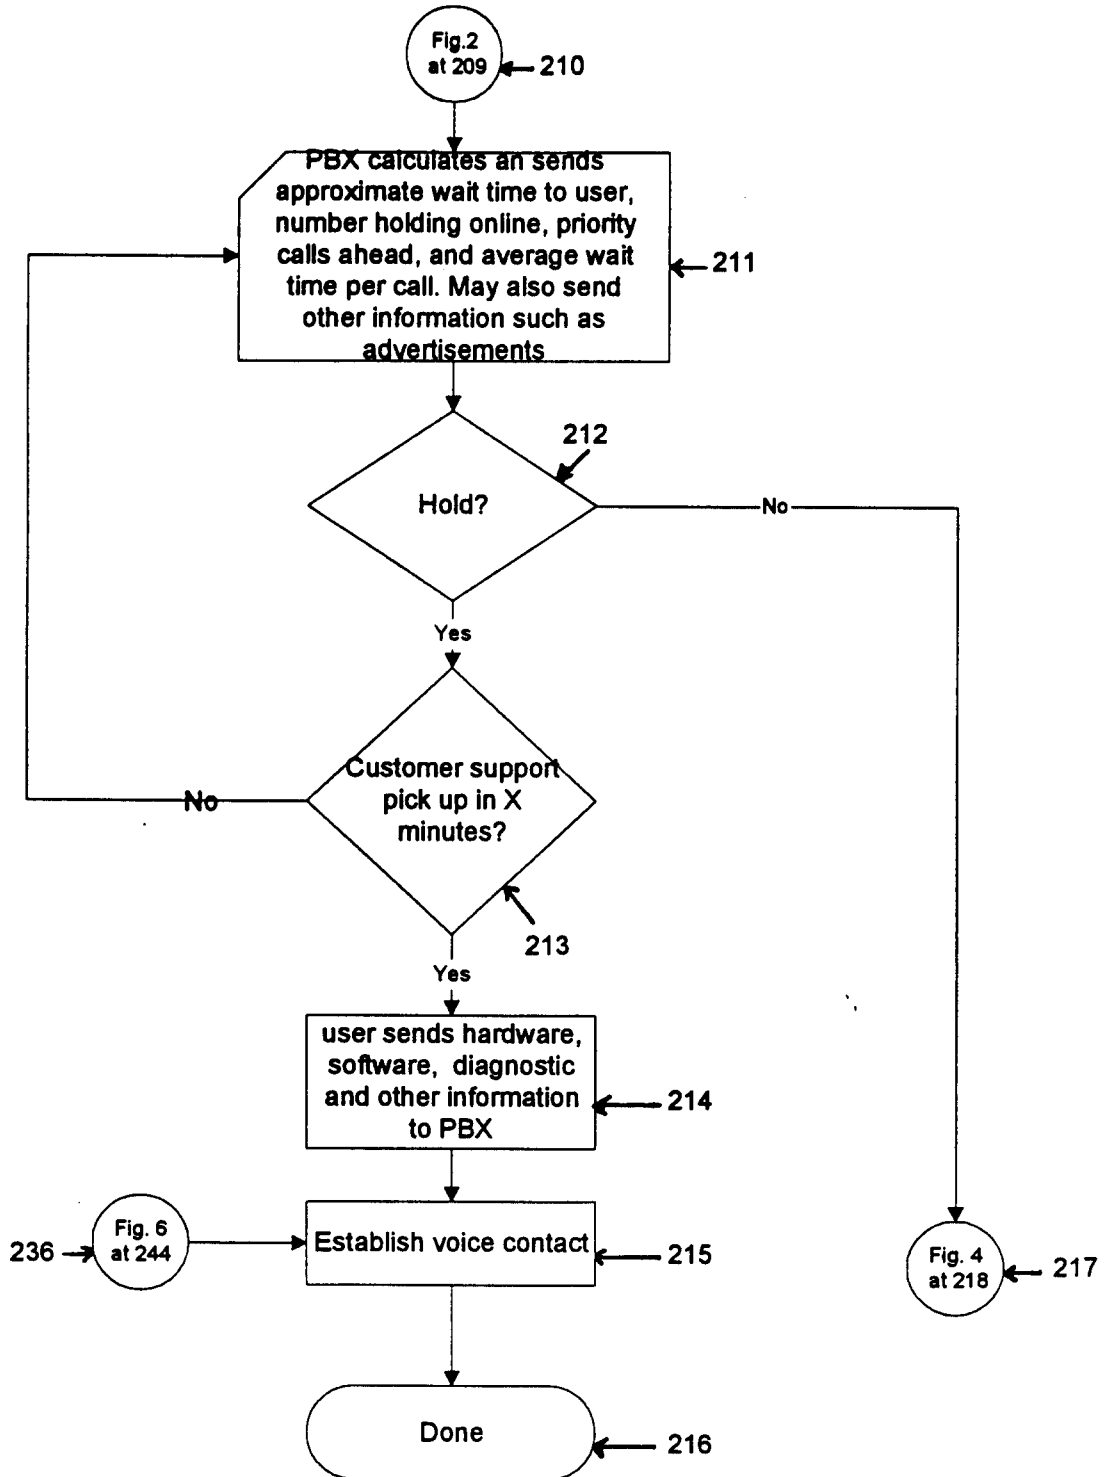 Fig.2
at 209
210
PBX calculates an sends
approximate wait time to user,
number holding online, priority
calls ahead, and average wait
time per call. May also send
other information such as
advertisements
211
212
Hold?
No
Yes
Customer support
pick up in X
minutes?
No
213
Yes
user sends hardware,
software, diagnostic
and other information
to PBX
214
Fig. 6
at 244
236
Establish voice contact
215
Fig. 4
at 218
217
Done
216